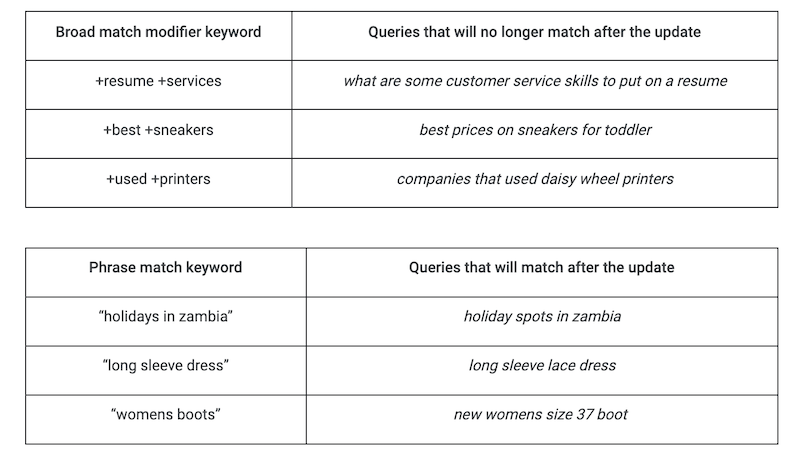 Broad match modifier keyword Queries that will no longer match after the update
+resume +services what are some customer service skills to put on a resume
+best +sneakers best prices on sneakers for toddler
+used +printers companies that used daisy wheel printers
Phrase match keyword Queries that will match after the update
“holidays in zambia” holiday spots in zambia
“long sleeve dress” long sleeve lace dress
“womens boots” new womens size 37 boot